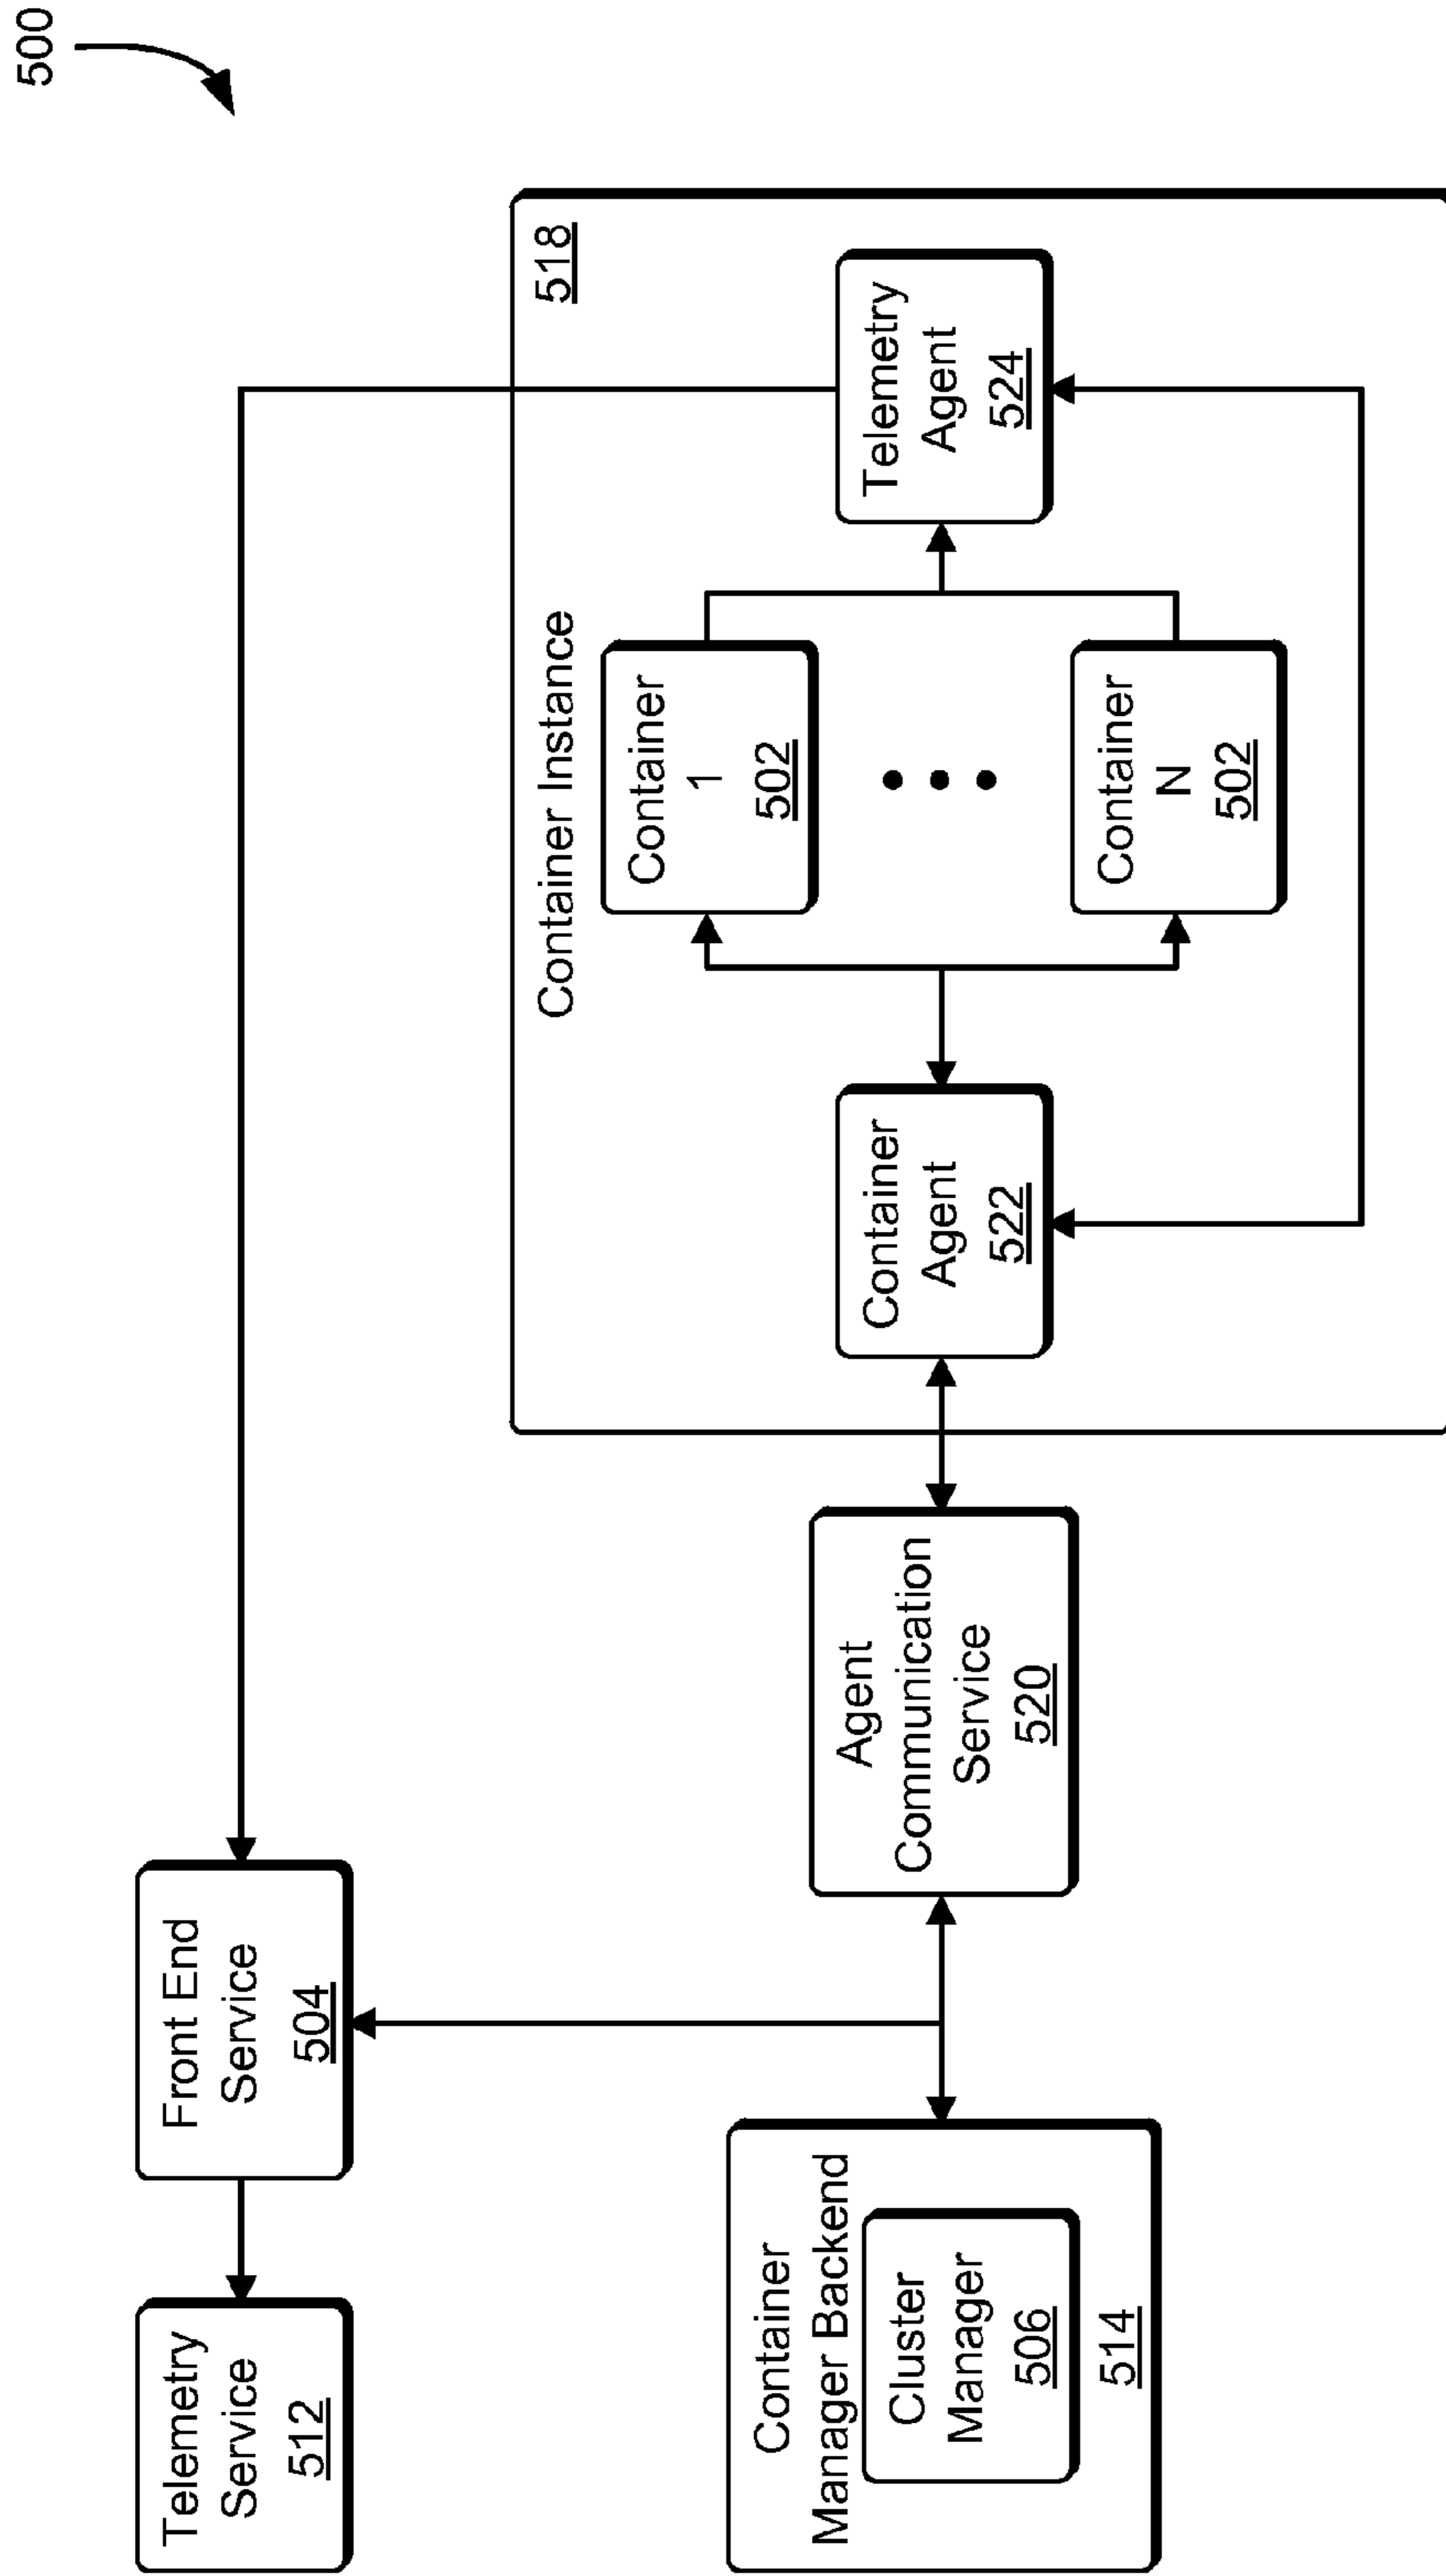 500
Telemetry
Service
512
Front End
Service
504
Container
Manager Backend
Cluster
Manager
506
514
Agent
Communication
Service
520
Container Instance
518
Container
Agent
522
Container
1
502
Container
N
502
Telemetry
Agent
524